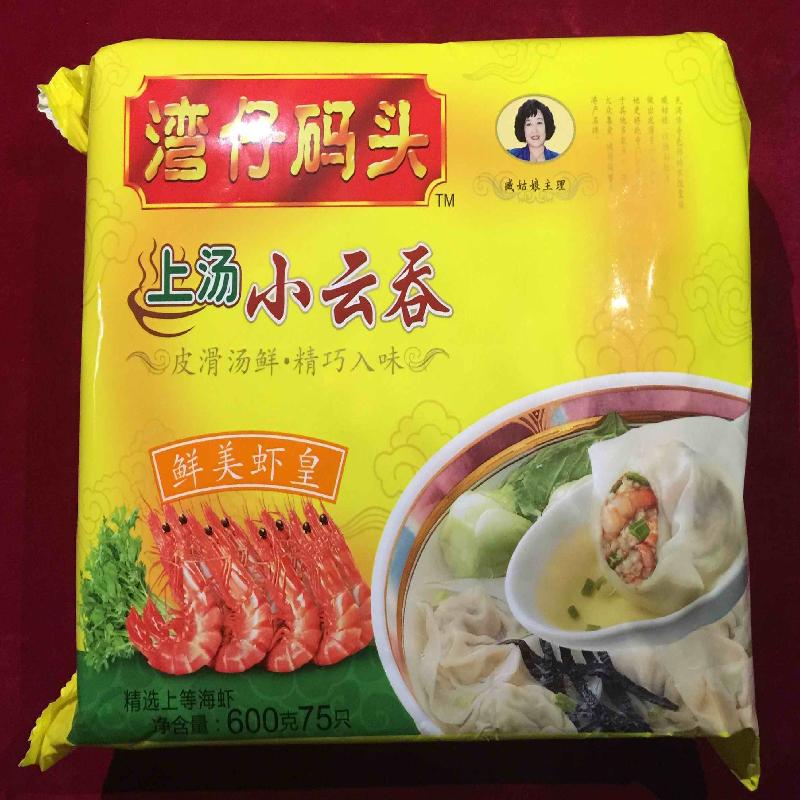 湾仔码头
TM
臧姑娘主理
上汤小云吞
皮滑汤鲜·精巧入味
鲜美虾皇
精选上等海虾
净含量:600克75只